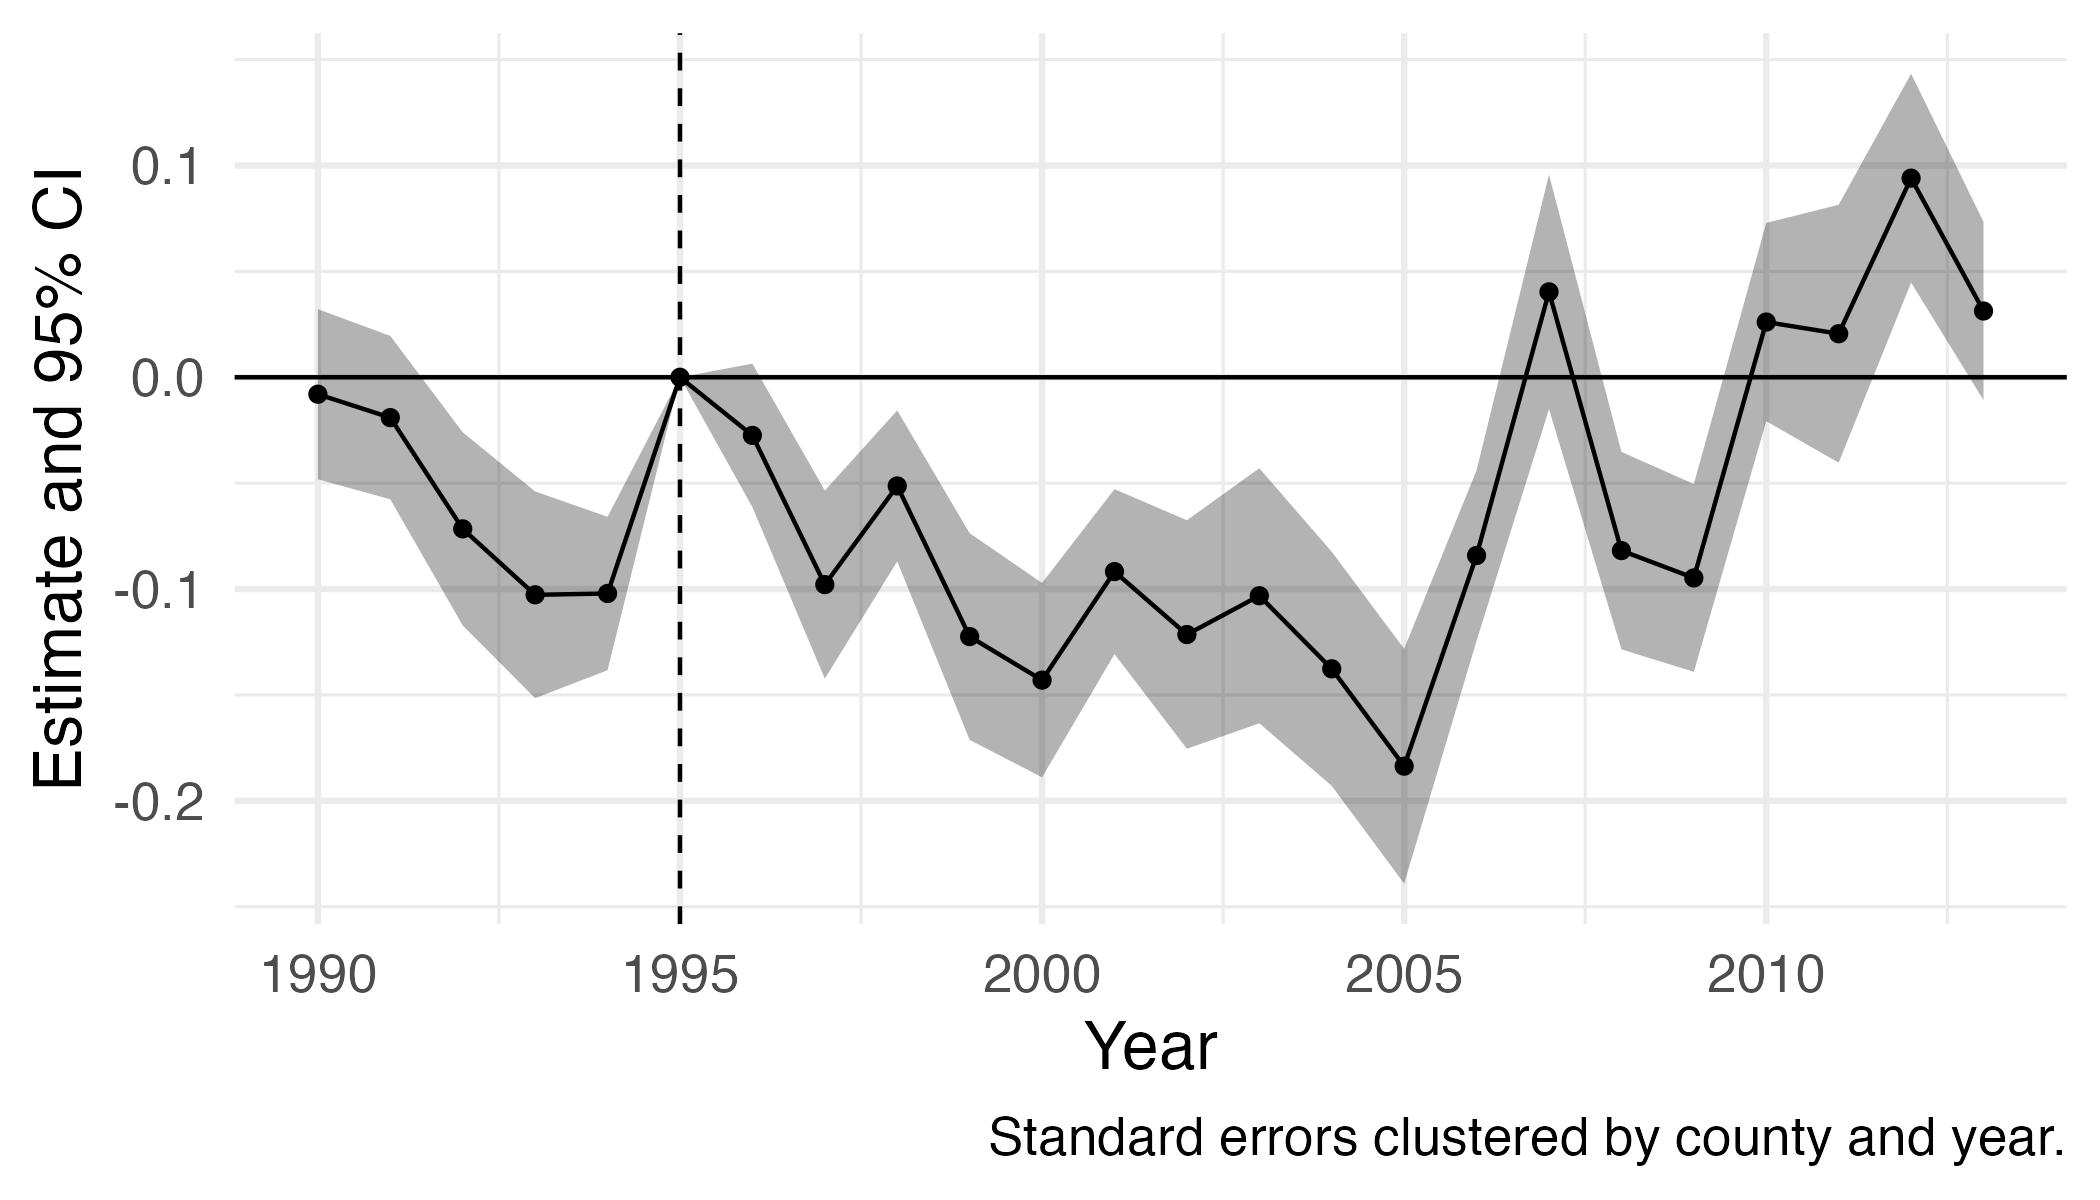 Estimate and 95% CI
0.1
0.0
-0.1
-0.2
1990 1995 2000 2005 2010
Year
Standard errors clustered by county and year.